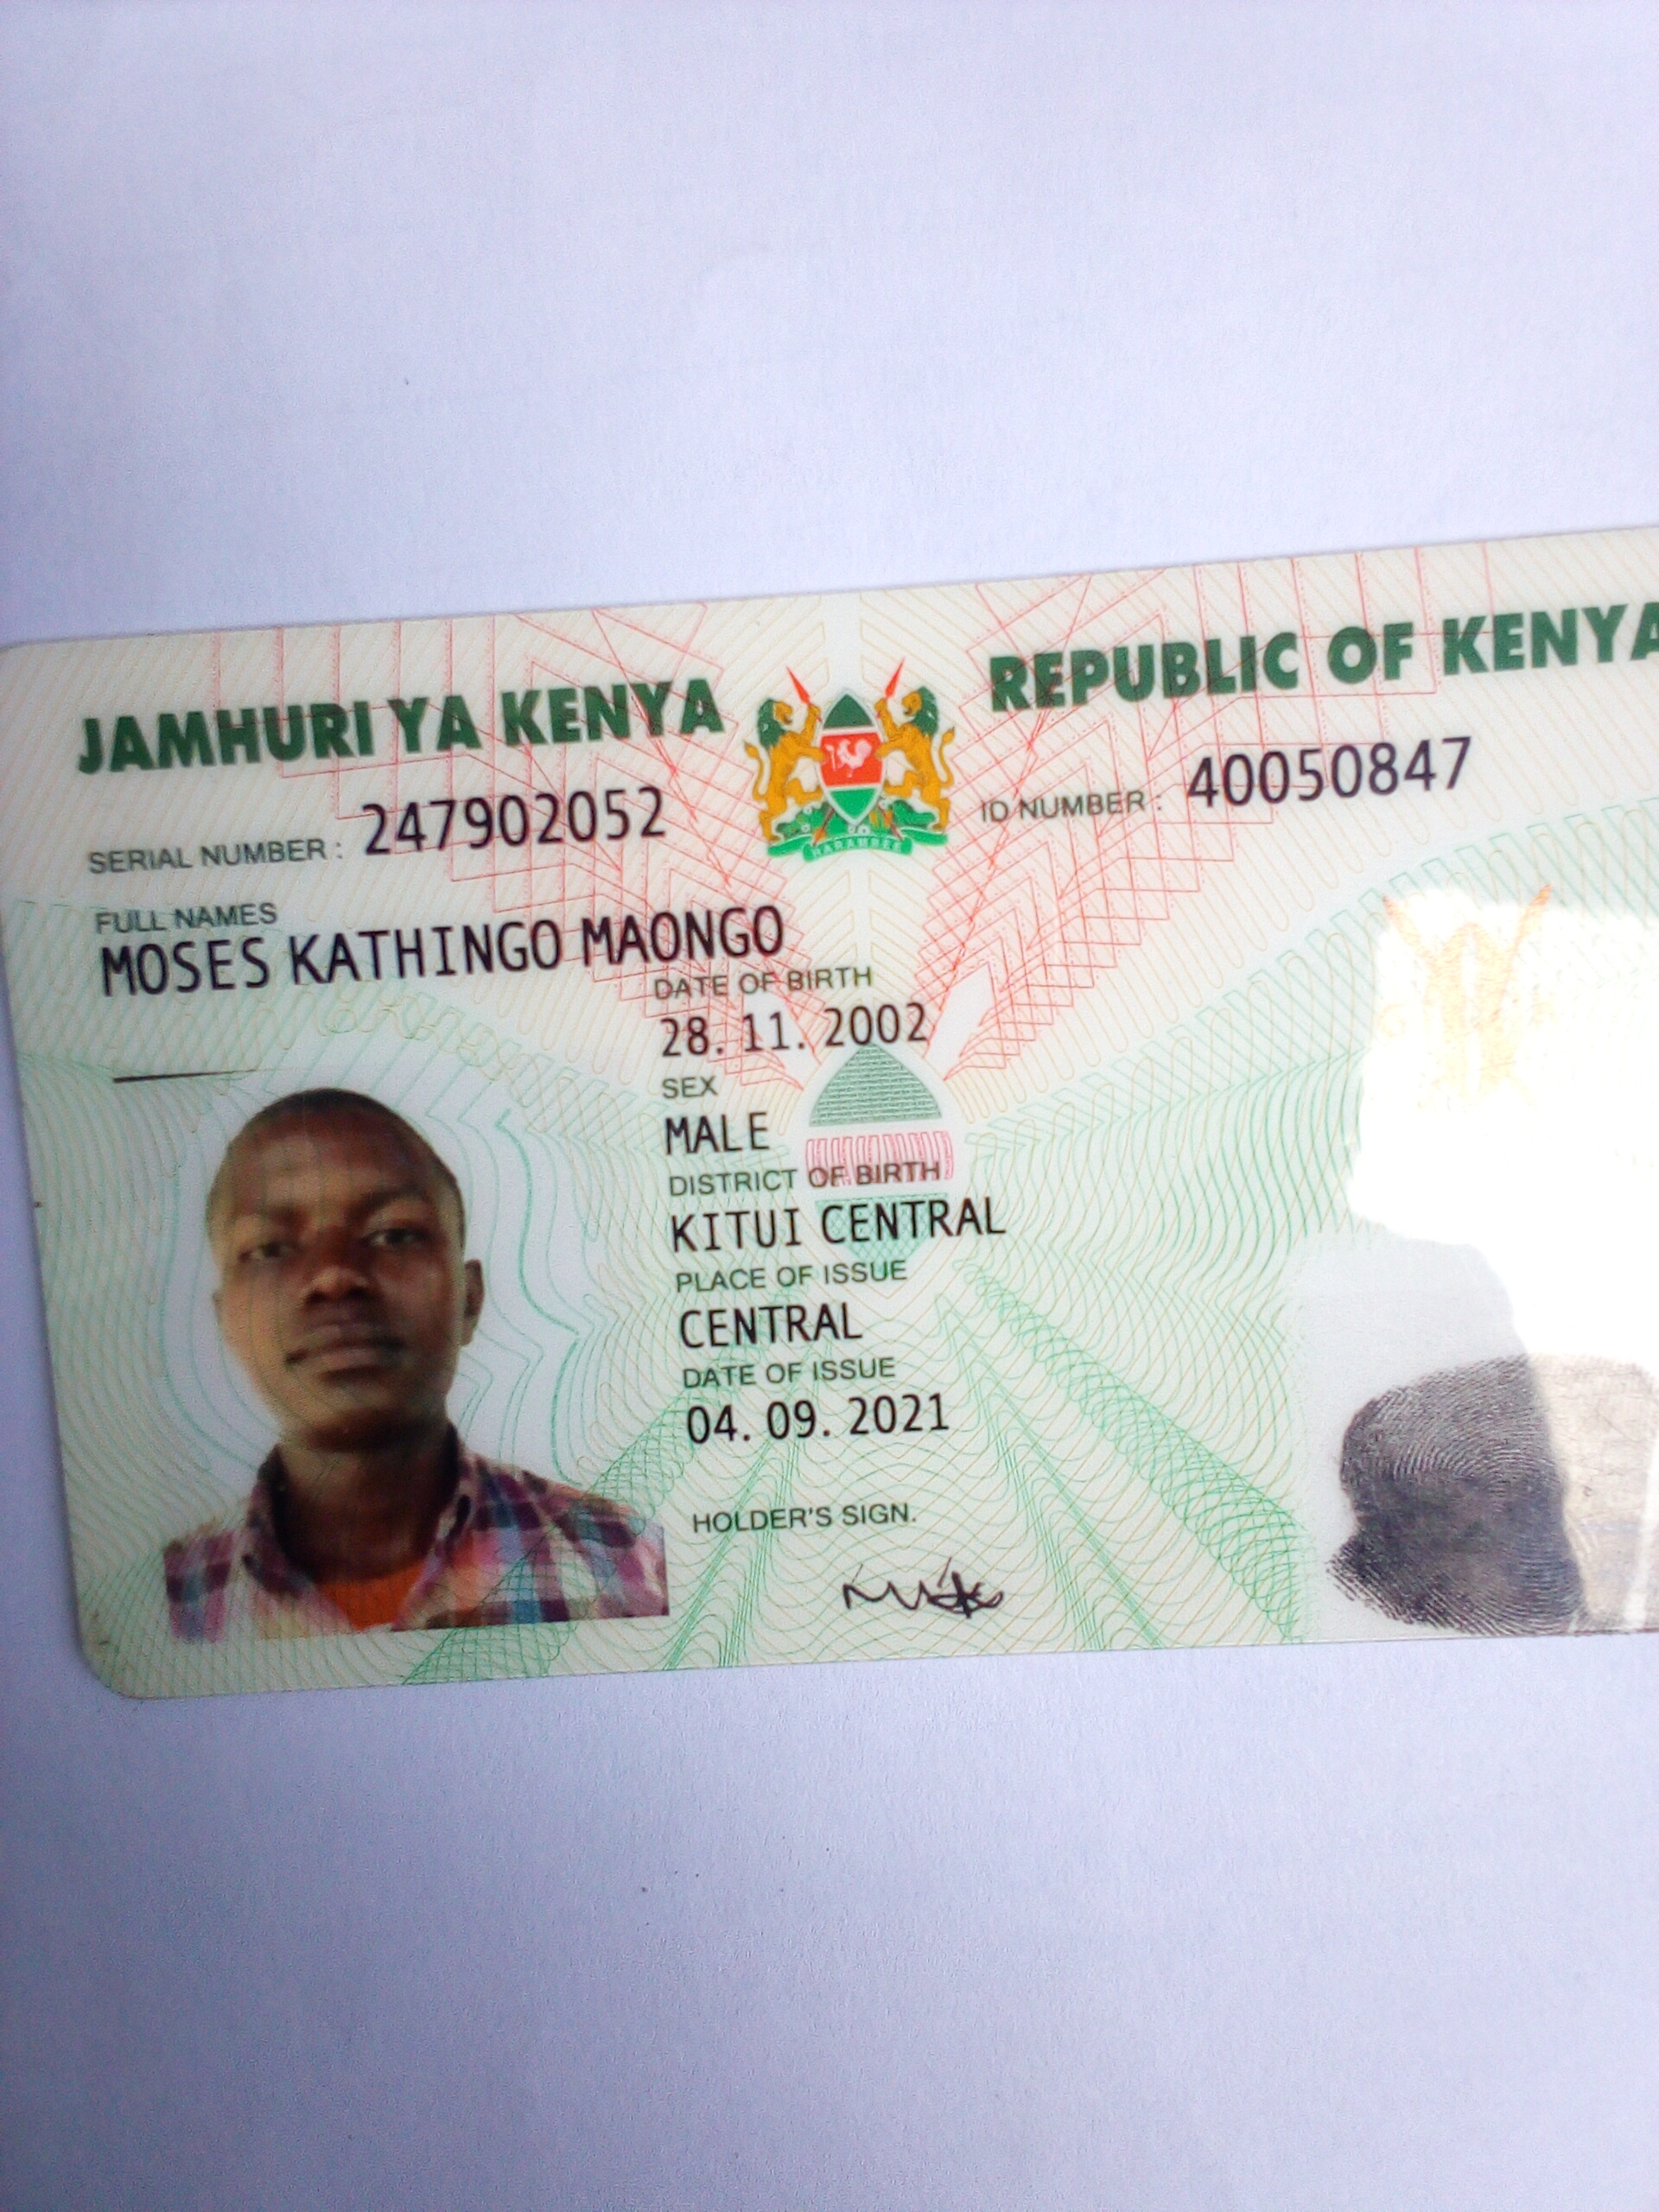 JAMHURI YA KENYA
REPUBLIC OF KENYA
SERIAL NUMBER : 247902052
ID NUMBER : 40050847
HARAMBEE
FULL NAMES
MOSES KATHINGO MAONGO
DATE OF BIRTH
28. 11. 2002
SEX
MALE
DISTRICT OF BIRTH
KITUI CENTRAL
PLACE OF ISSUE
CENTRAL
DATE OF ISSUE
04. 09. 2021
HOLDER'S SIGN.